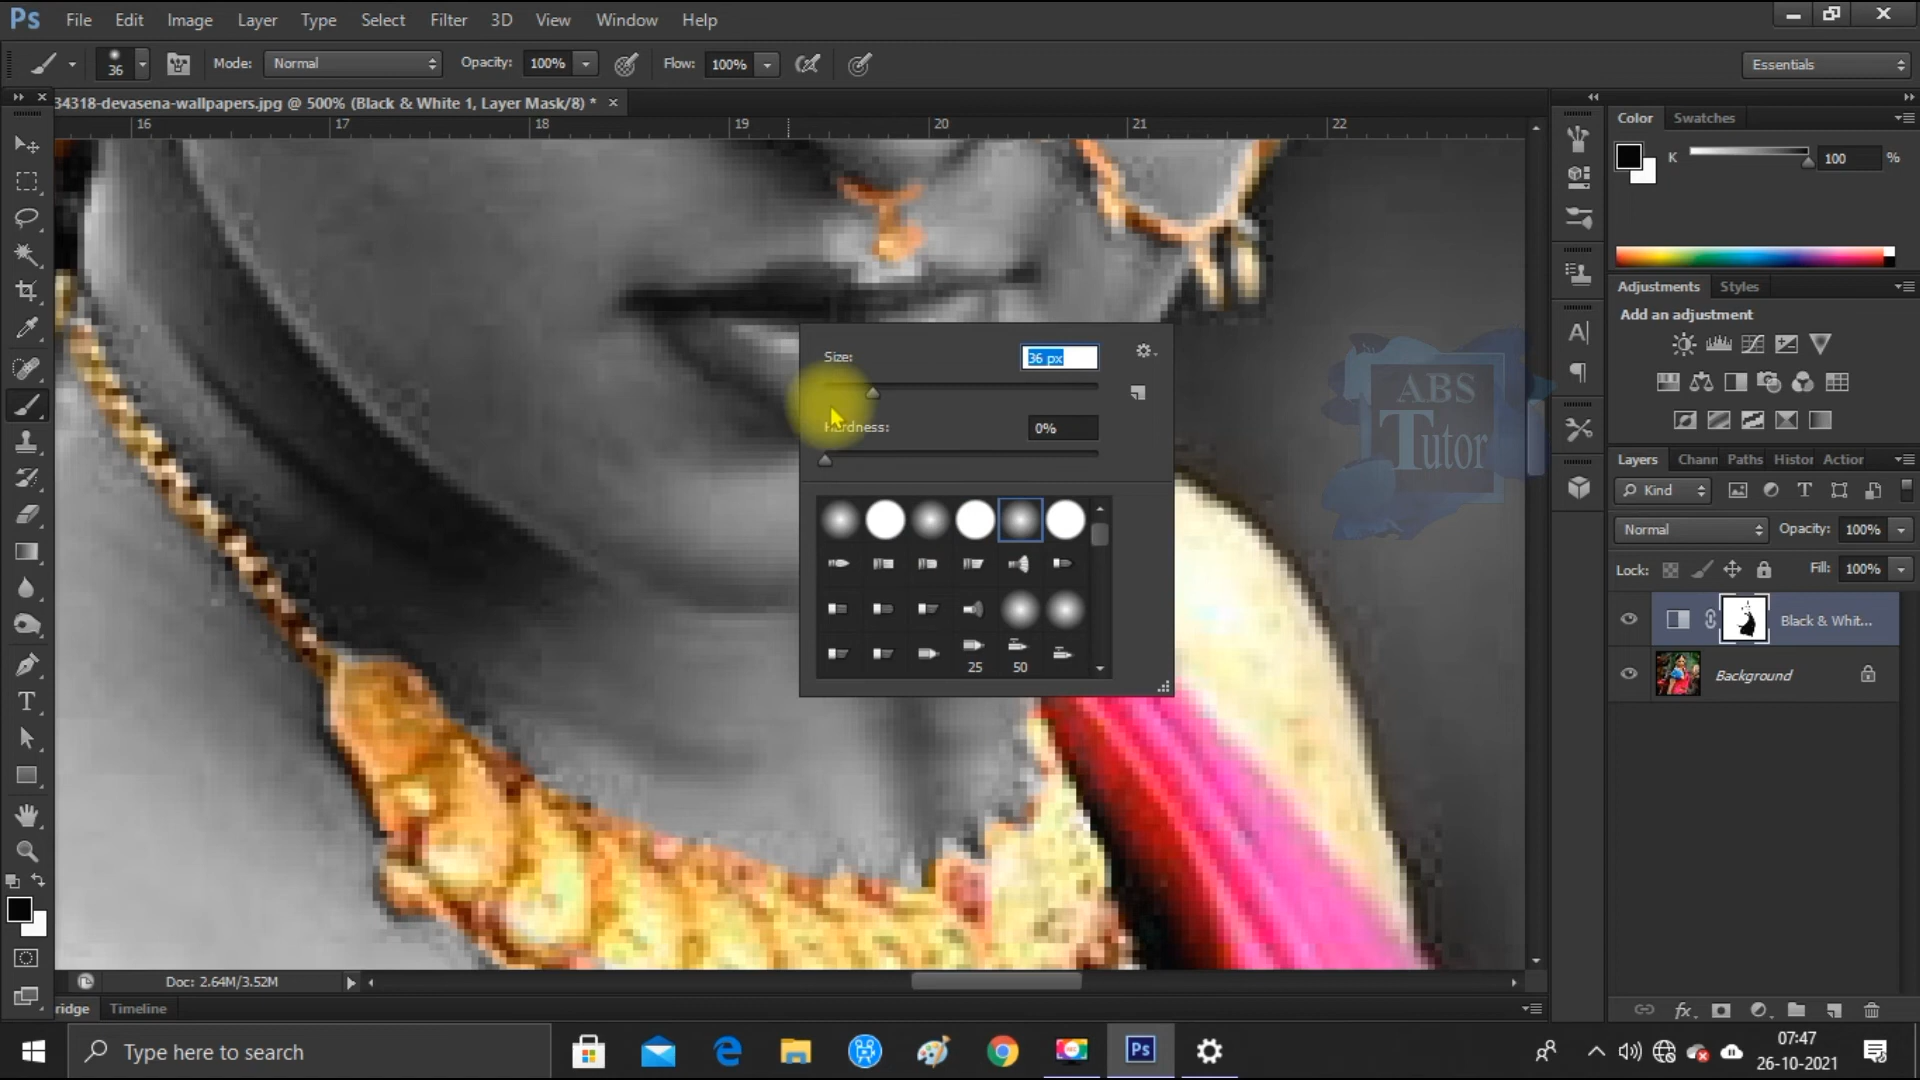 Ps File Edit Image Layer Type Select Filter 3D View Window Help
36 Mode: Normal Opacity: 100% Flow: 100% Essentials
34318-devasena-wallpapers.jpg @ 500% (Black & White 1, Layer Mask/8) *
16 17 18 19 20 21 22
Color Swatches
K 100 %
Adjustments Styles
Add an adjustment
ABS
Tutor
Size: 36 px
Hardness: 0%
25 50
Layers Chann Paths Histor Action
Kind
Normal Opacity: 100%
Lock: Fill: 100%
Black & Whit...
Background
Doc: 2.64M/3.52M
ridge Timeline
Type here to search
Ps
07:47
26-10-2021